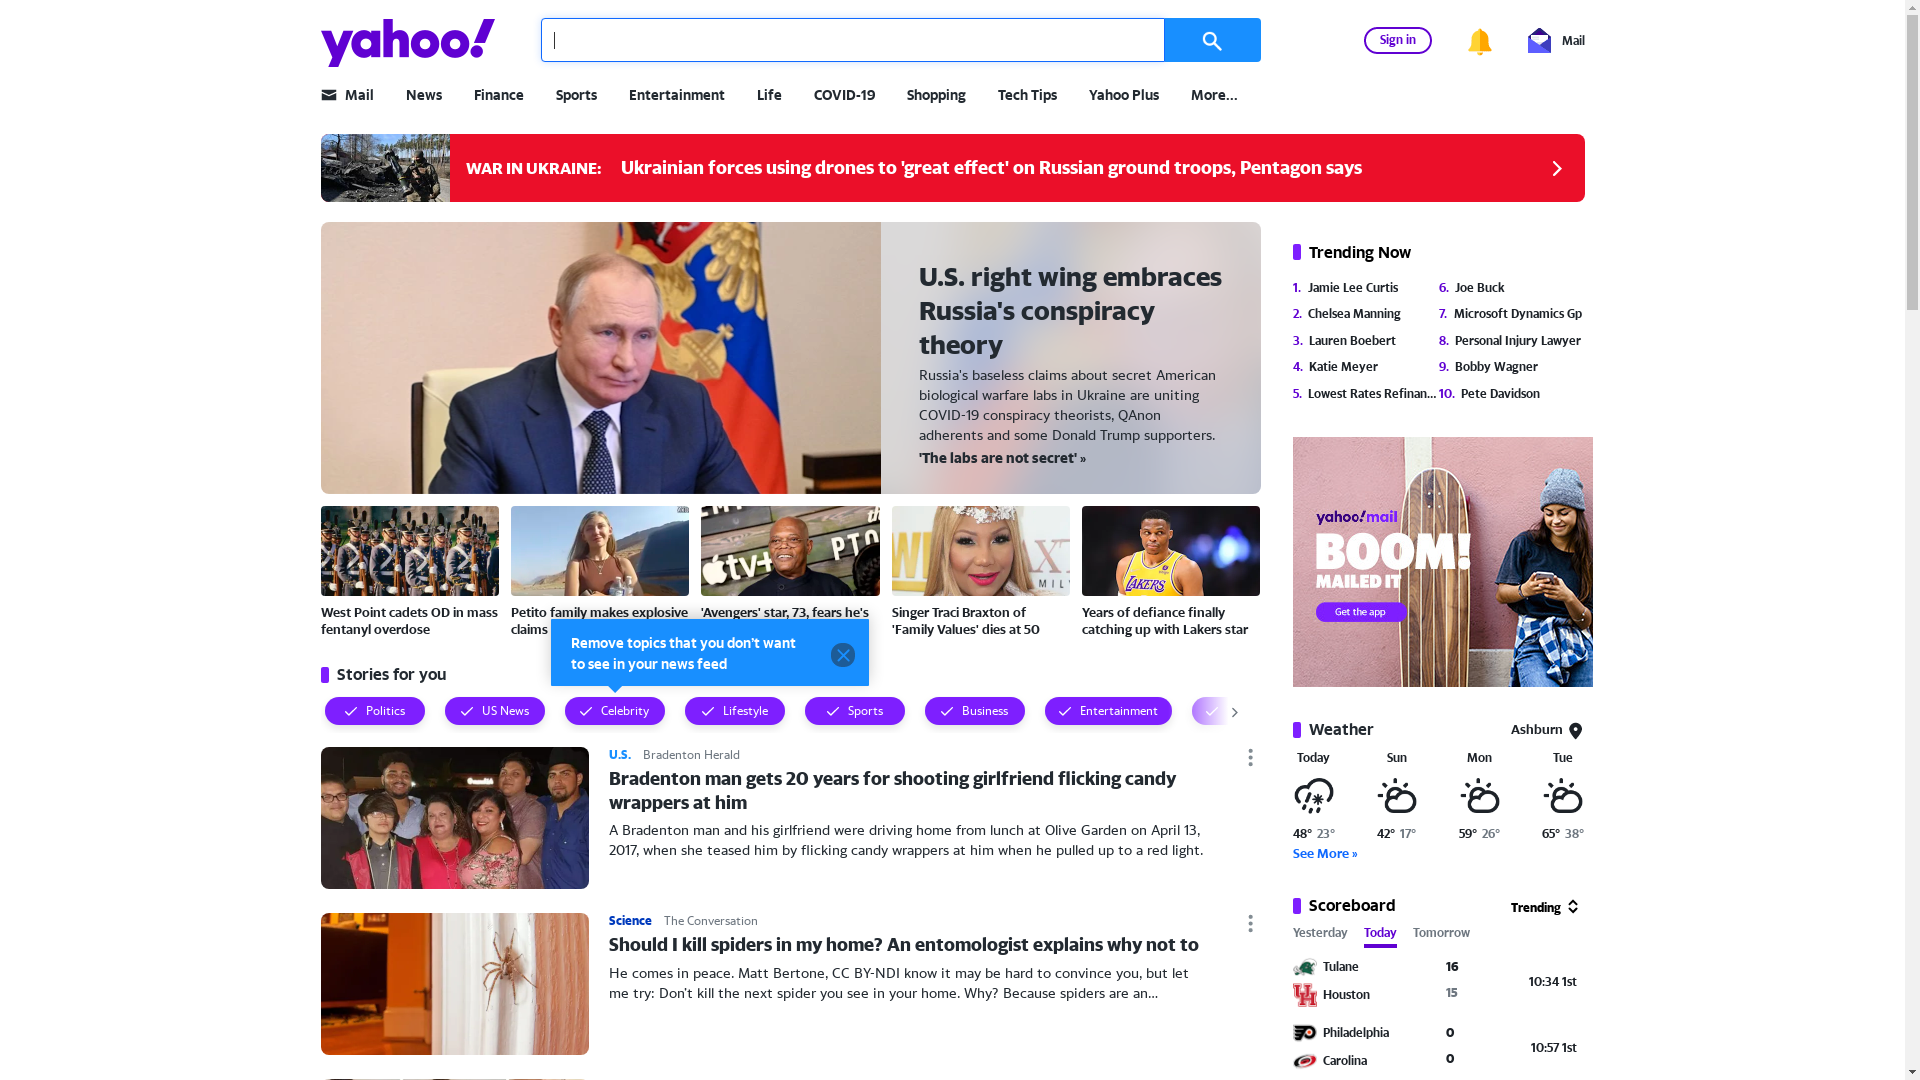 yahoo!
Sign in
Mail
Mail
News
Finance
Sports
Entertainment
Life
COVID-19
Shopping
Tech Tips
Yahoo Plus
More...
WAR IN UKRAINE: Ukrainian forces using drones to 'great effect' on Russian ground troops, Pentagon says
U.S. right wing embraces
Russia's conspiracy
theory
Russia's baseless claims about secret American
biological warfare labs in Ukraine are uniting
COVID-19 conspiracy theorists, QAnon
adherents and some Donald Trump supporters.
'The labs are not secret' »
tv+
LAKERS
West Point cadets OD in mass
fentanyl overdose
Petito family makes explosive
claims
'Avengers' star, 73, fears he's
Singer Traci Braxton of
'Family Values' dies at 50
Years of defiance finally
catching up with Lakers star
Remove topics that you don't want
to see in your news feed
Stories for you
Politics
US News
Celebrity
Lifestyle
Sports
Business
Entertainment
U.S. Bradenton Herald
Bradenton man gets 20 years for shooting girlfriend flicking candy
wrappers at him
A Bradenton man and his girlfriend were driving home from lunch at Olive Garden on April 13,
2017, when she teased him by flicking candy wrappers at him when he pulled up to a red light.
Science The Conversation
Should I kill spiders in my home? An entomologist explains why not to
He comes in peace. Matt Bertone, CC BY-NDI know it may be hard to convince you, but let
me try: Don't kill the next spider you see in your home. Why? Because spiders are an...
Trending Now
1. Jamie Lee Curtis
2. Chelsea Manning
3. Lauren Boebert
4. Katie Meyer
5. Lowest Rates Refinan...
6. Joe Buck
7. Microsoft Dynamics Gp
8. Personal Injury Lawyer
9. Bobby Wagner
10. Pete Davidson
yahoo!mail
BOOM!
MAILED IT
Get the app
Weather
Ashburn
Today Sun Mon Tue
48° 23° 42° 17° 59° 26° 65° 38°
See More »
Scoreboard
Trending
Yesterday Today Tomorrow
Tulane 16
Houston 15
10:34 1st
Philadelphia 0
Carolina 0
10:57 1st